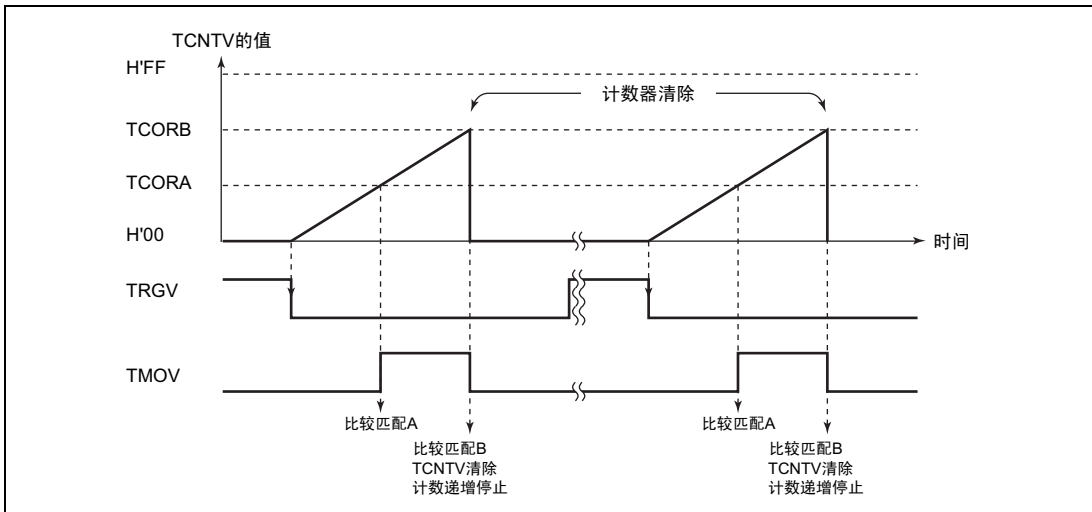 TCNTV的值
H'FF
计数器清除
TCORB
TCORA
H'00
时间
TRGV
TMOV
比较匹配A
比较匹配B
TCNTV清除
计数递增停止
比较匹配A
比较匹配B
TCNTV清除
计数递增停止